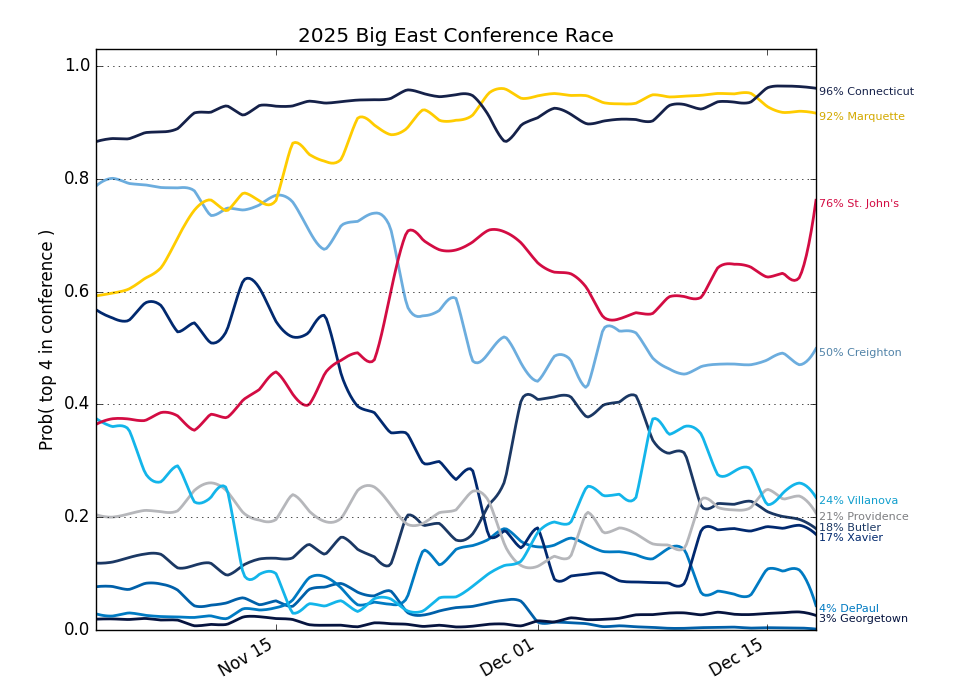 2025 Big East Conference Race
Prob( top 4 in conference )
1.0
0.8
0.6
0.4
0.2
0.0
Nov 15
Dec 01
Dec 15
96% Connecticut
92% Marquette
76% St. John's
50% Creighton
24% Villanova
21% Providence
18% Butler
17% Xavier
4% DePaul
3% Georgetown